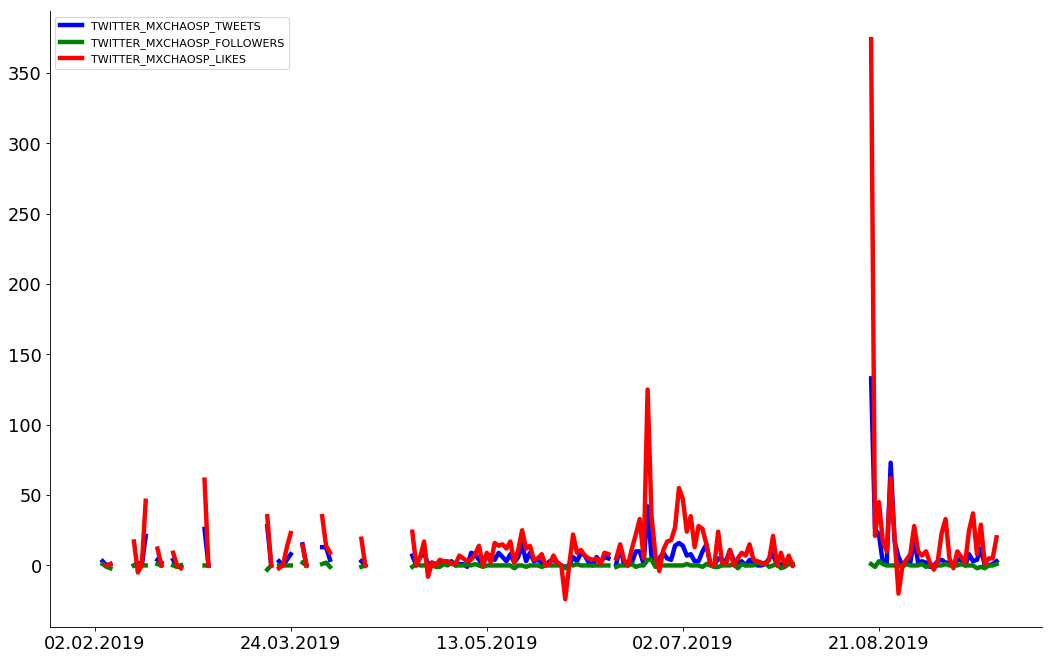 TWITTER_MXCHAOSP_TWEETS
TWITTER_MXCHAOSP_FOLLOWERS
TWITTER_MXCHAOSP_LIKES
350
300
250
200
150
100
50
0
02.02.2019 24.03.2019 13.05.2019 02.07.2019 21.08.2019